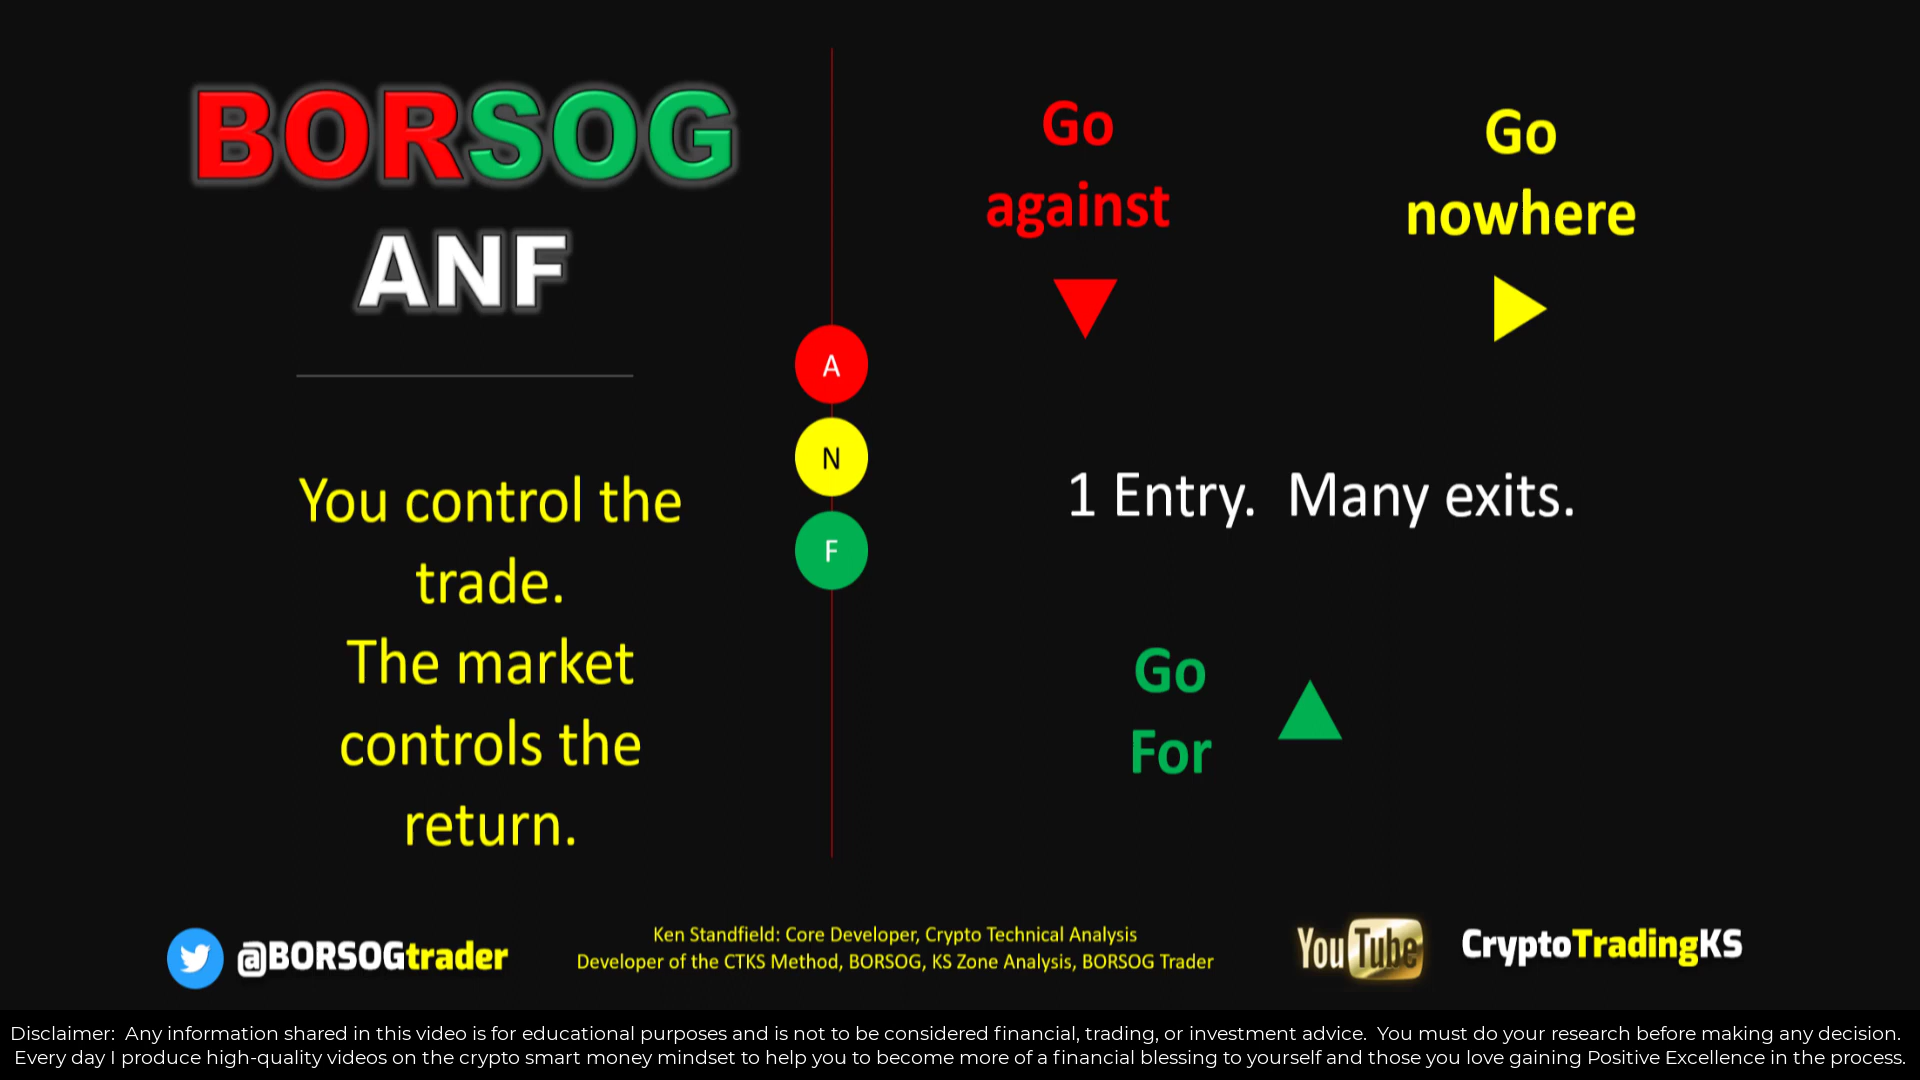 BORSOG
ANF
You control the
trade.
The market
controls the
return.
A
N
F
Go
against
Go
nowhere
1 Entry.  Many exits.
Go
For
@BORSOGtrader
Ken Standfield: Core Developer, Crypto Technical Analysis
Developer of the CTKS Method, BORSOG, KS Zone Analysis, BORSOG Trader
YouTube
CryptoTradingKS
Disclaimer:  Any information shared in this video is for educational purposes and is not to be considered financial, trading, or investment advice.  You must do your research before making any decision.
Every day I produce high-quality videos on the crypto smart money mindset to help you to become more of a financial blessing to yourself and those you love gaining Positive Excellence in the process.